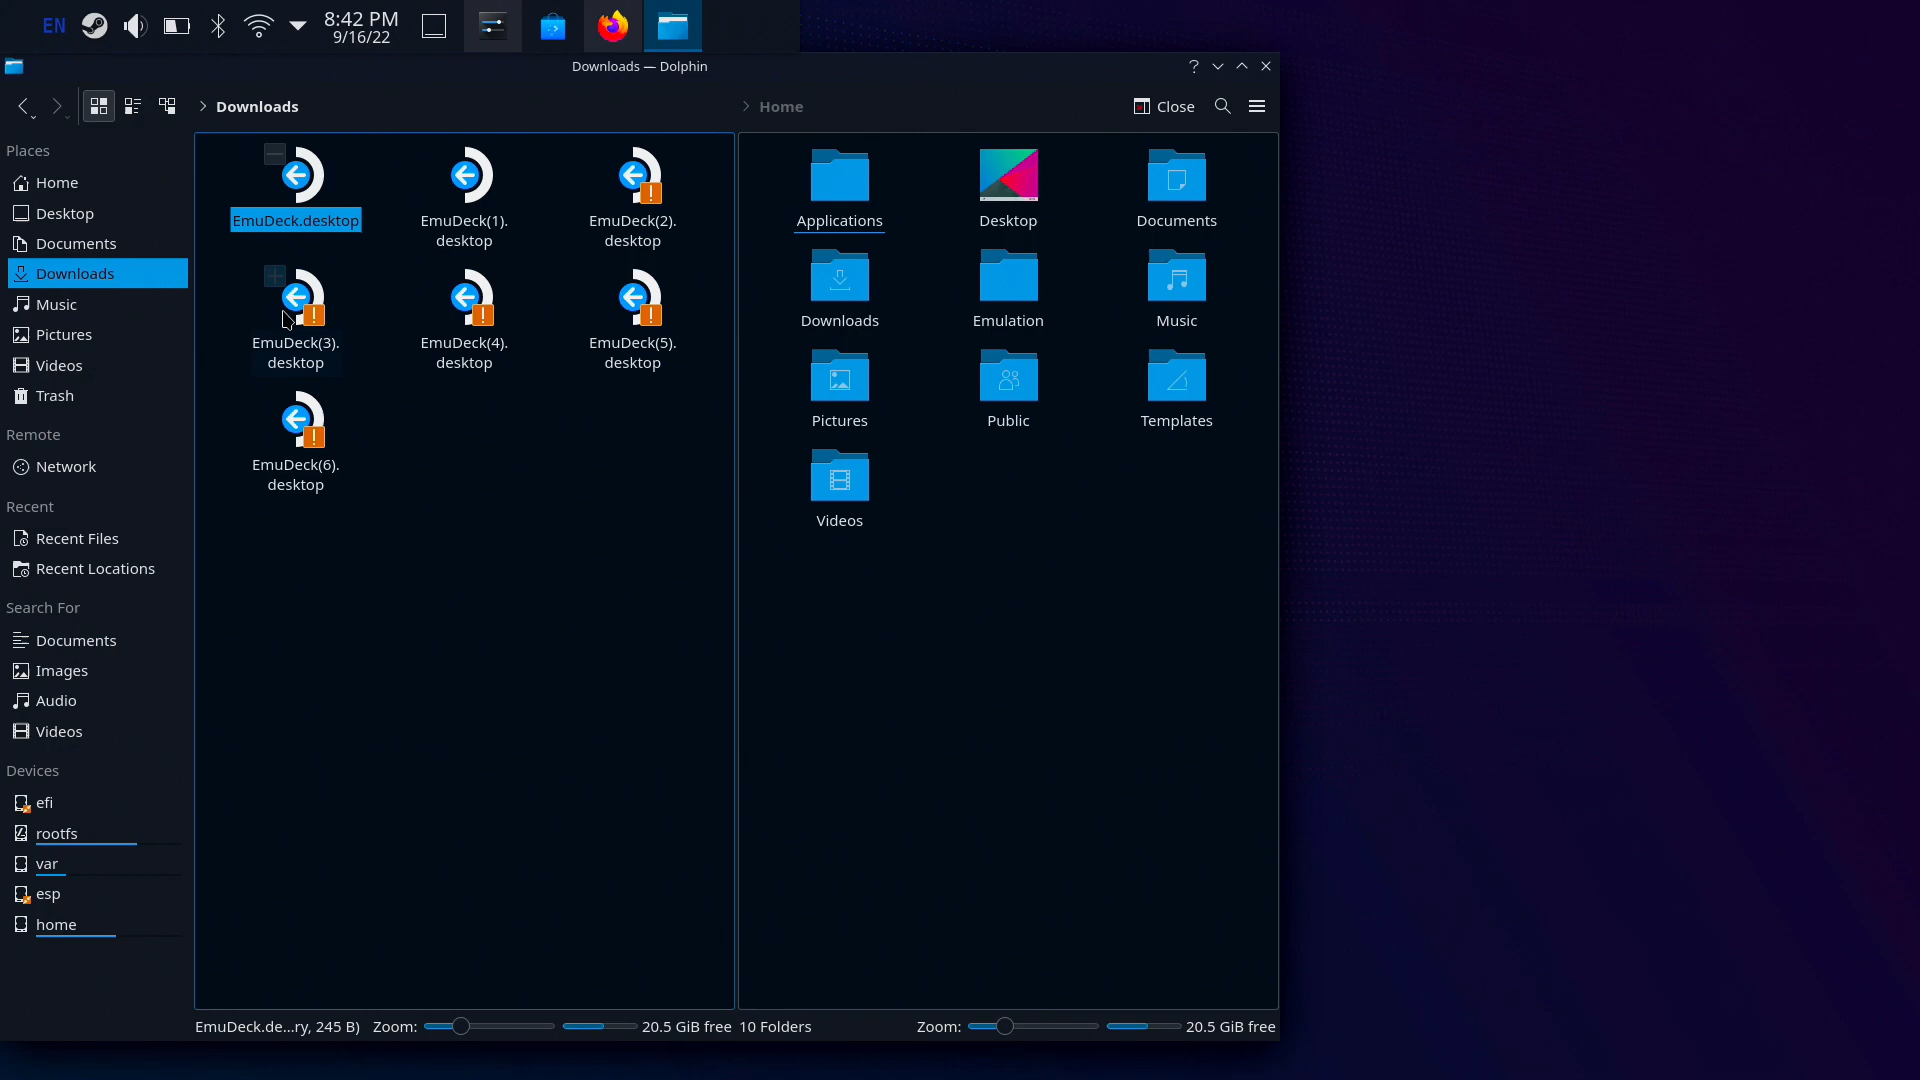 EN
8:42 PM
9/16/22
Downloads — Dolphin
Downloads
Home
Close
Places
Home
Desktop
Documents
Downloads
Music
Pictures
Videos
Trash
Remote
Network
Recent
Recent Files
Recent Locations
Search For
Documents
Images
Audio
Videos
Devices
efi
rootfs
var
esp
home
EmuDeck.desktop
EmuDeck(1).
desktop
EmuDeck(2).
desktop
EmuDeck(3).
desktop
EmuDeck(4).
desktop
EmuDeck(5).
desktop
EmuDeck(6).
desktop
Applications
Desktop
Documents
Downloads
Emulation
Music
Pictures
Public
Templates
Videos
EmuDeck.de...ry, 245 B)
Zoom:
20.5 GiB free
10 Folders
Zoom:
20.5 GiB free